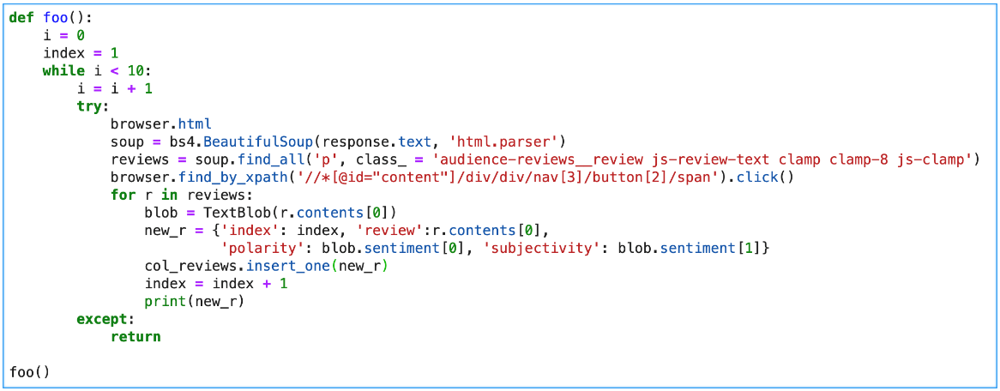 def foo():
    i = 0
    index = 1
    while i < 10:
        i = i + 1
        try:
            browser.html
            soup = bs4.BeautifulSoup(response.text, 'html.parser')
            reviews = soup.find_all('p', class_ = 'audience-reviews__review js-review-text clamp clamp-8 js-clamp')
            browser.find_by_xpath('//*[@id="content"]/div/div/nav[3]/button[2]/span').click()
            for r in reviews:
                blob = TextBlob(r.contents[0])
                new_r = {'index': index, 'review':r.contents[0],
                         'polarity': blob.sentiment[0], 'subjectivity': blob.sentiment[1]}
                col_reviews.insert_one(new_r)
                index = index + 1
                print(new_r)
        except:
            return

foo()